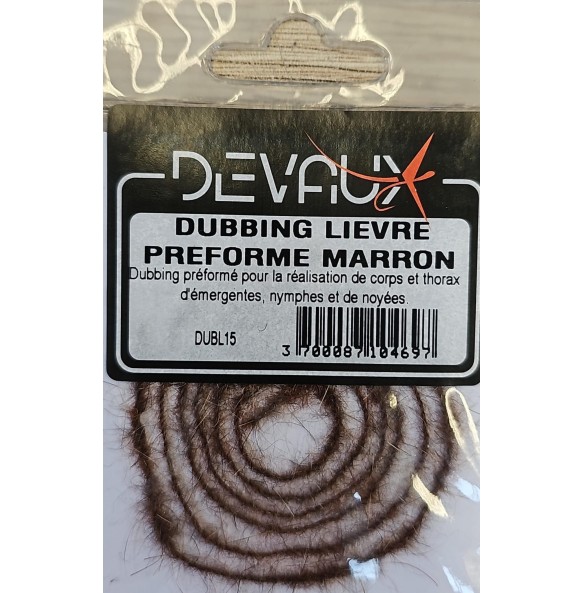 DEVAUX
DUBBING LIEVRE
PREFORME MARRON
Dubbing préformé pour la réalisation de corps et thorax
d'émergentes, nymphes et de noyées.
DUBL15
3 700087 104697